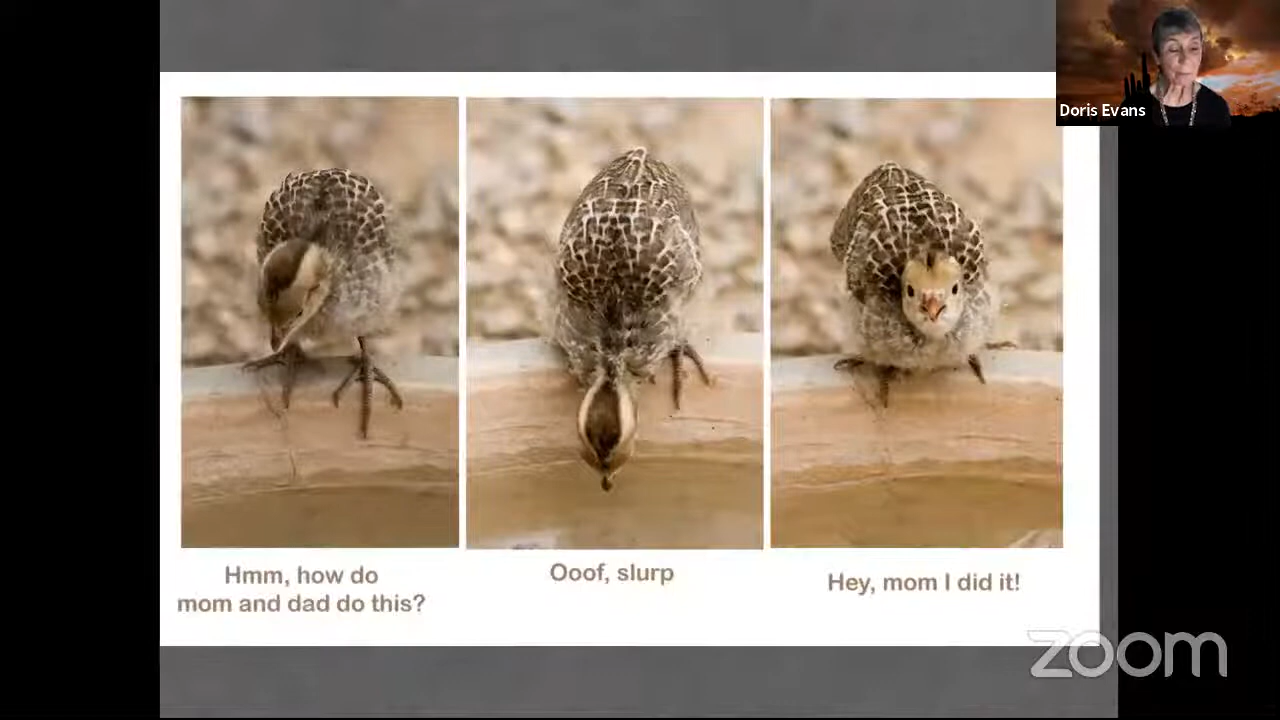 Doris Evans
Hmm, how do
mom and dad do this?
Ooof, slurp
Hey, mom I did it!
zoom